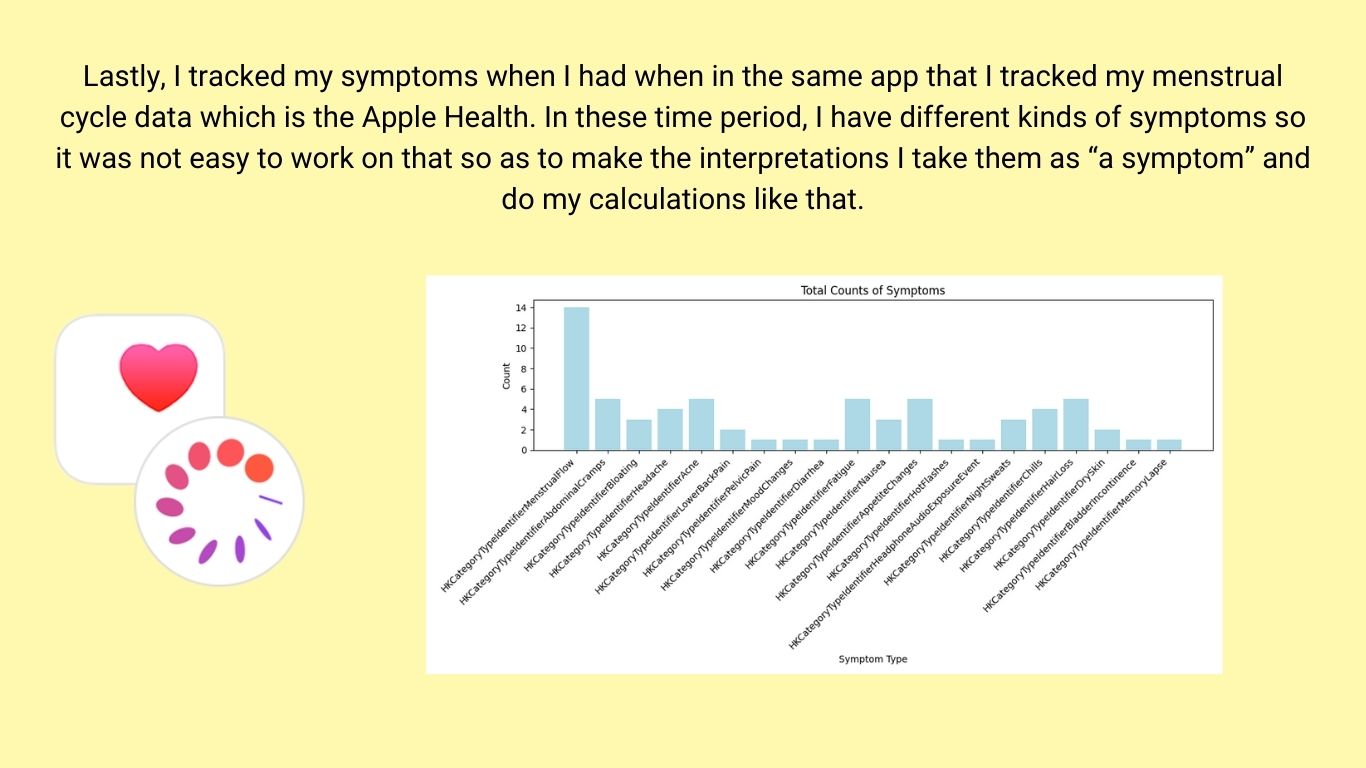 Lastly, I tracked my symptoms when I had when in the same app that I tracked my menstrual
cycle data which is the Apple Health. In these time period, I have different kinds of symptoms so
it was not easy to work on that so as to make the interpretations I take them as “a symptom” and
do my calculations like that.
Total Counts of Symptoms
14
12
10
8
6
4
2
0
Count
HKCategoryTypeIdentifierMenstrualFlow
HKCategoryTypeIdentifierAbdominalCramps
HKCategoryTypeIdentifierBloating
HKCategoryTypeIdentifierHeadache
HKCategoryTypeIdentifierAcne
HKCategoryTypeIdentifierLowerBackPain
HKCategoryTypeIdentifierPelvicPain
HKCategoryTypeIdentifierMoodChanges
HKCategoryTypeIdentifierDiarrhea
HKCategoryTypeIdentifierFatigue
HKCategoryTypeIdentifierNausea
HKCategoryTypeIdentifierAppetiteChanges
HKCategoryTypeIdentifierHotFlashes
HKCategoryTypeIdentifierHeadphoneAudioExposureEvent
HKCategoryTypeIdentifierNightSweats
HKCategoryTypeIdentifierChills
HKCategoryTypeIdentifierHairLoss
HKCategoryTypeIdentifierDrySkin
HKCategoryTypeIdentifierBladderIncontinence
HKCategoryTypeIdentifierMemoryLapse
Symptom Type